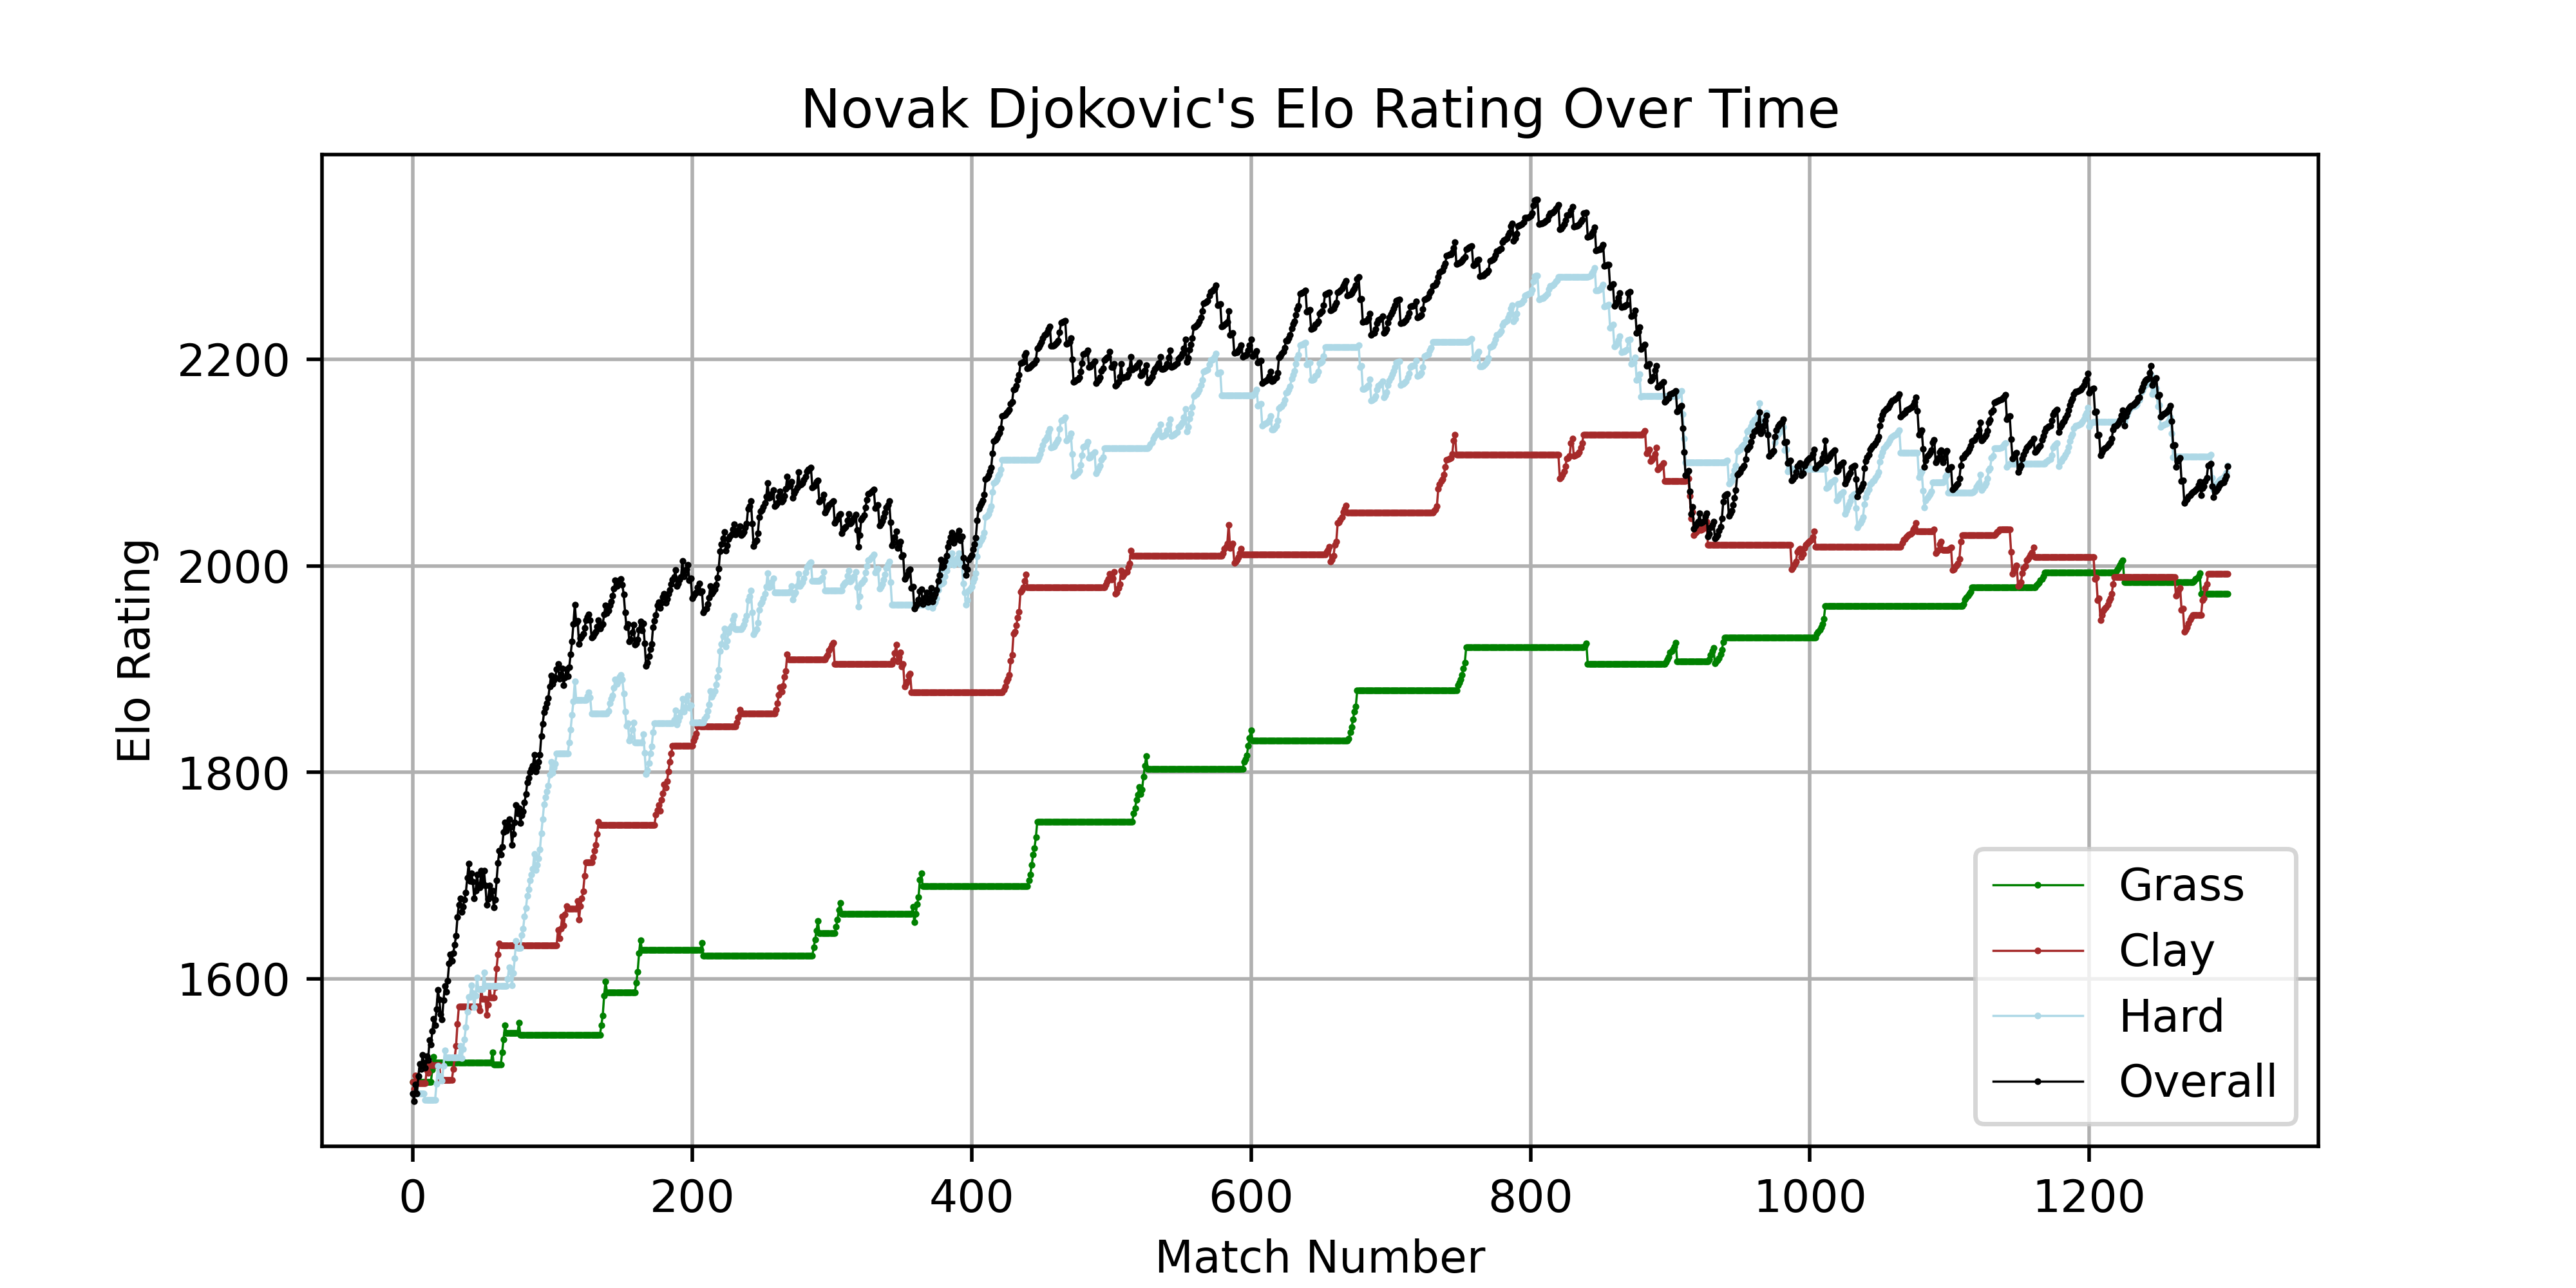 Novak Djokovic's Elo Rating Over Time
Elo Rating
2200
2000
1800
1600
0 200 400 600 800 1000 1200
Match Number
Grass
Clay
Hard
Overall